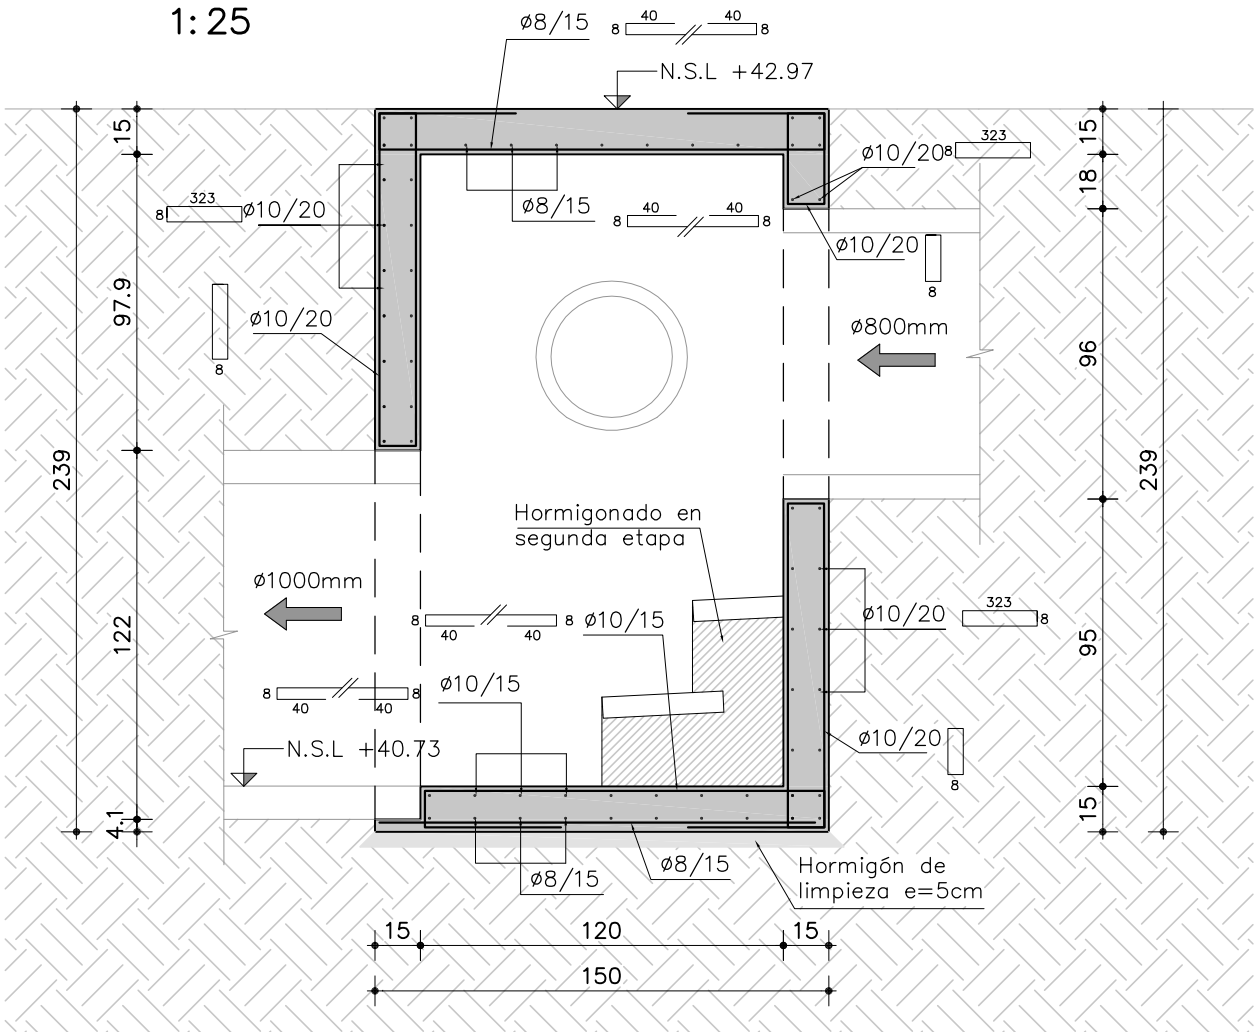 1:25
ø8/15
40
40
8
8
N.S.L +42.97
15
15
ø10/20
323
8
18
323
8
ø10/20
ø8/15
40
40
8
8
ø10/20
8
97.9
ø10/20
8
ø800mm
96
239
239
Hormigonado en
segunda etapa
ø1000mm
8
8
40
40
ø10/15
ø10/20
323
8
122
95
8
8
40
40
ø10/15
N.S.L +40.73
ø10/20
8
4.1
15
ø8/15
ø8/15
Hormigón de
limpieza e=5cm
15
120
15
150